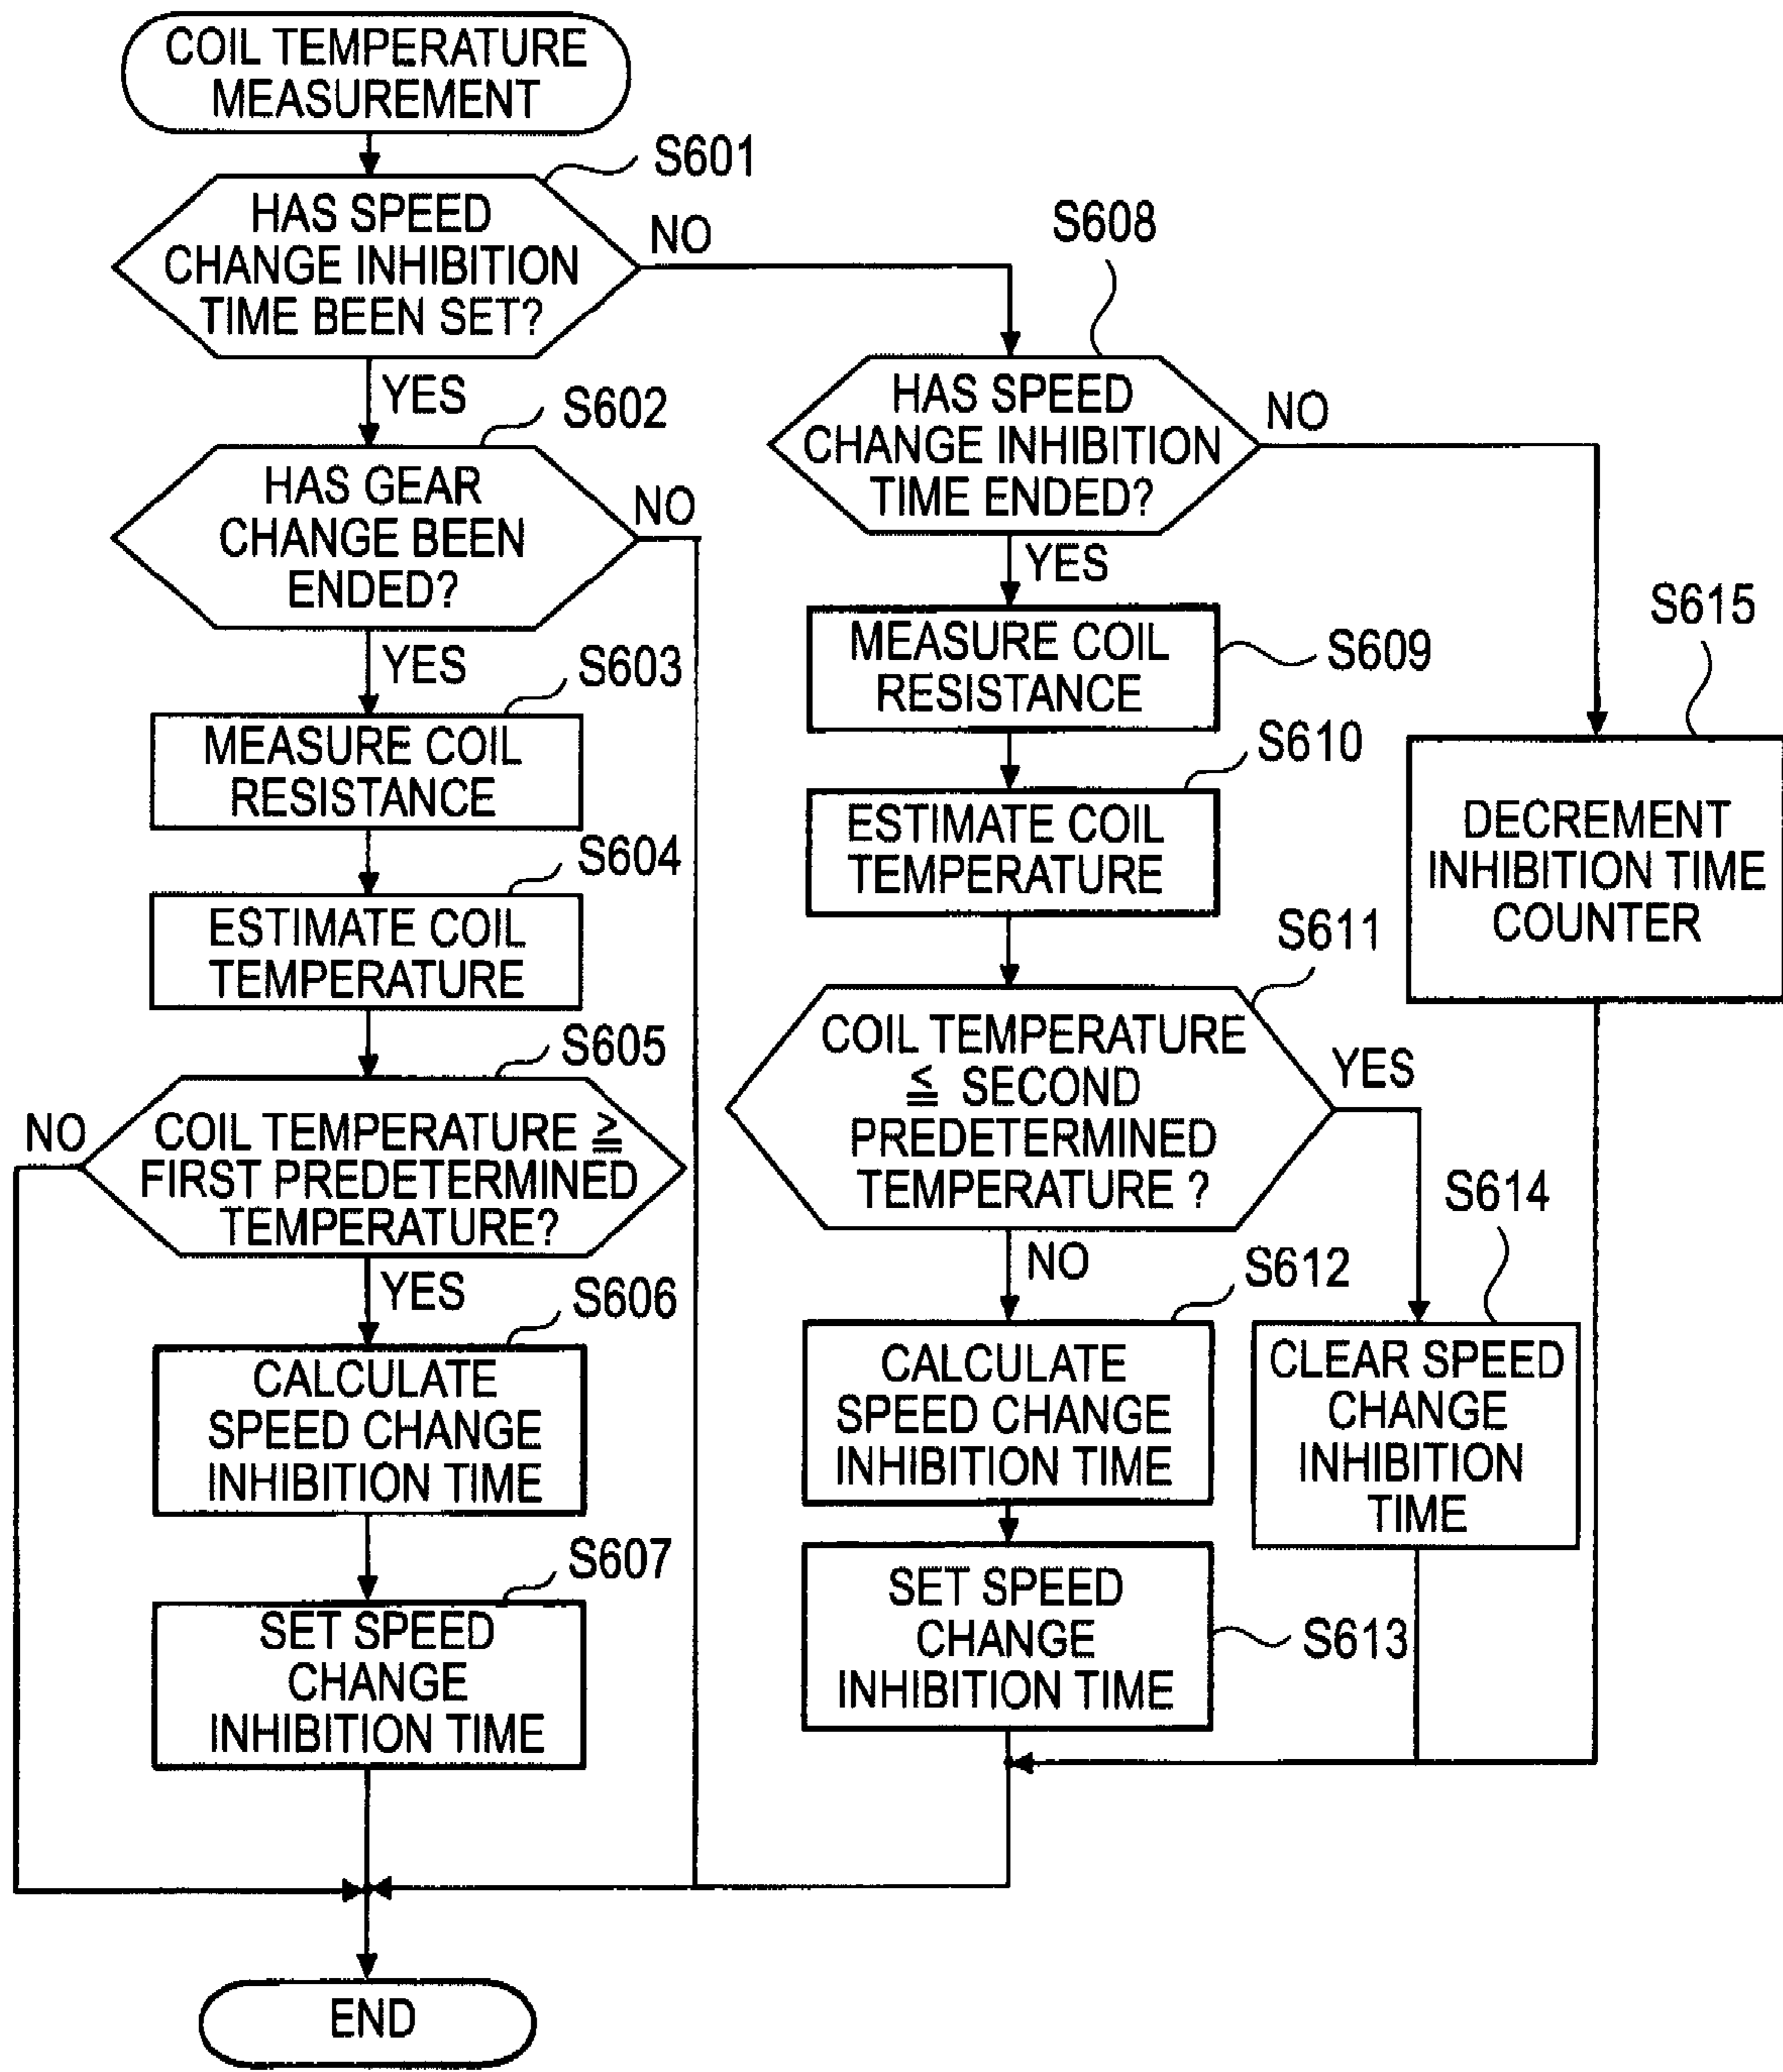 COIL TEMPERATURE
MEASUREMENT
S601
HAS SPEED
CHANGE INHIBITION
TIME BEEN SET?
NO
YES
S602
HAS GEAR
CHANGE BEEN
ENDED?
NO
YES
S603
MEASURE COIL
RESISTANCE
S604
ESTIMATE COIL
TEMPERATURE
S605
NO
COIL TEMPERATURE ≧
FIRST PREDETERMINED
TEMPERATURE?
YES
S606
CALCULATE
SPEED CHANGE
INHIBITION TIME
S607
SET SPEED
CHANGE
INHIBITION TIME
END
S608
HAS SPEED
CHANGE INHIBITION
TIME ENDED?
NO
YES
MEASURE COIL
RESISTANCE
S609
S610
ESTIMATE COIL
TEMPERATURE
S611
COIL TEMPERATURE
≦ SECOND
PREDETERMINED
TEMPERATURE ?
YES
NO
S612
CALCULATE
SPEED CHANGE
INHIBITION TIME
SET SPEED
CHANGE
INHIBITION TIME
S613
S614
CLEAR SPEED
CHANGE
INHIBITION
TIME
S615
DECREMENT
INHIBITION TIME
COUNTER